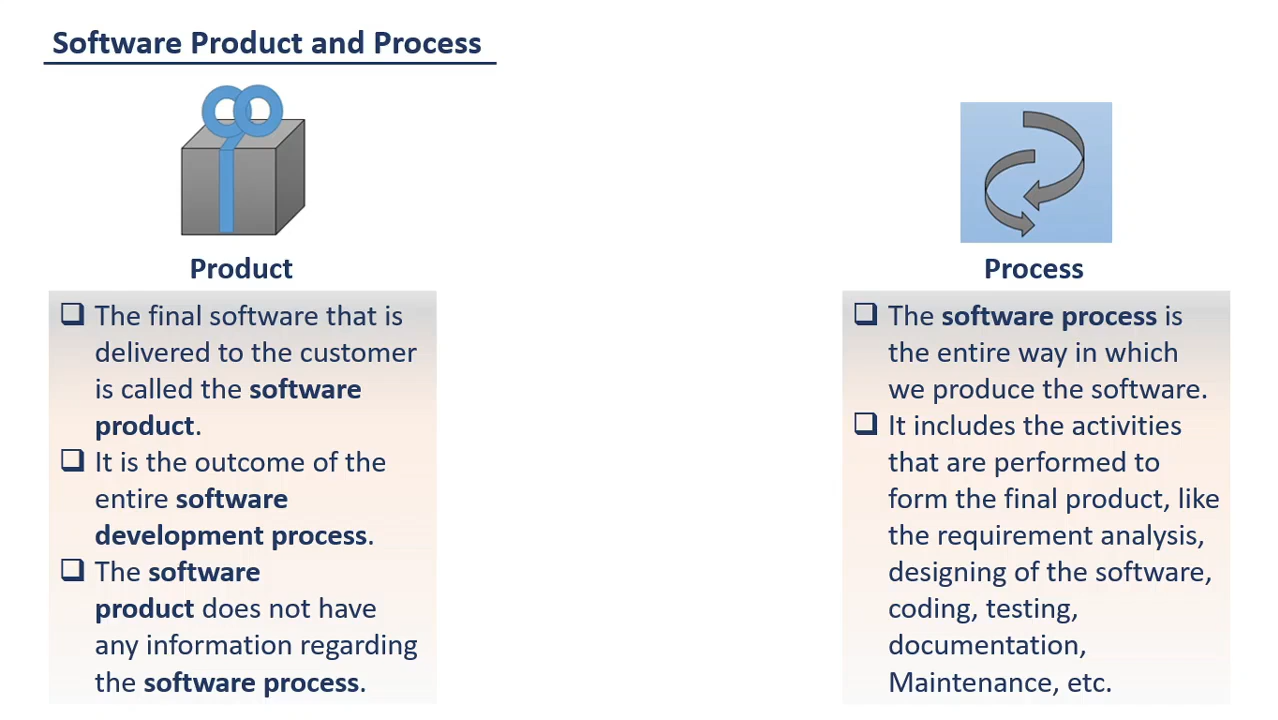 Software Product and Process
Product
The final software that is
delivered to the customer
is called the software
product.
It is the outcome of the
entire software
development process.
The software
product does not have
any information regarding
the software process.
Process
The software process is
the entire way in which
we produce the software.
It includes the activities
that are performed to
form the final product, like
the requirement analysis,
designing of the software,
coding, testing,
documentation,
Maintenance, etc.